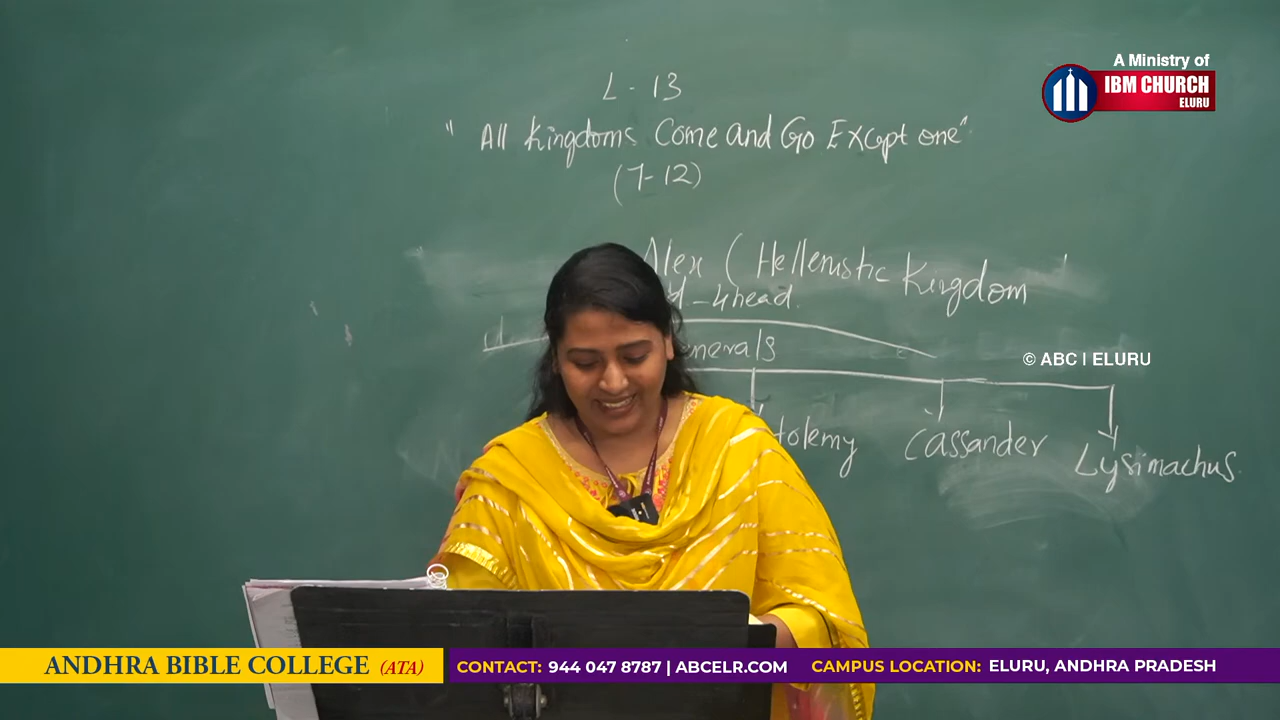 A Ministry of
IBM CHURCH
ELURU
L - 13
"All Kingdoms Come and Go Except one"
(7-12)
Alex ( Hellenistic Kingdom
4head.
enerals
tolemy Cassander Lysimachus
© ABC | ELURU
ANDHRA BIBLE COLLEGE (ATA) CONTACT: 944 047 8787 | ABCELR.COM CAMPUS LOCATION: ELURU, ANDHRA PRADESH